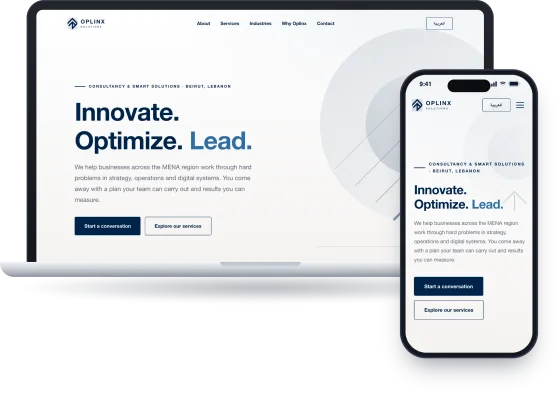 OPLINX
SOLUTIONS
About Services Industries Why Oplinx Contact
العربية
CONSULTANCY & SMART SOLUTIONS · BEIRUT, LEBANON
Innovate.
Optimize. Lead.
We help businesses across the MENA region work through hard
problems in strategy, operations and digital systems. You come
away with a plan your team can carry out and results you can
measure.
Start a conversation Explore our services
9:41
OPLINX
SOLUTIONS
العربية
CONSULTANCY & SMART SOLUTIONS
· BEIRUT, LEBANON
Innovate.
Optimize. Lead.
We help businesses across the MENA region
work through hard problems in strategy,
operations and digital systems. You come away
with a plan your team can carry out and results
you can measure.
Start a conversation
Explore our services